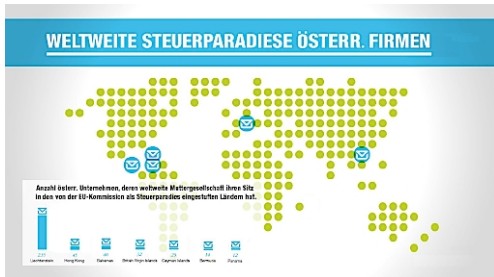 WELTWEITE STEUERPARADIESE ÖSTERR. FIRMEN
Anzahl österr. Unternehmen, deren weltweite Muttergesellschaft ihren Sitz
in den von der EU-Kommission als Steuerparadies eingestuften Ländern hat.
Liechtenstein Hong Kong Bahamas British Virgin Islands Cayman Islands Bermuda Panama